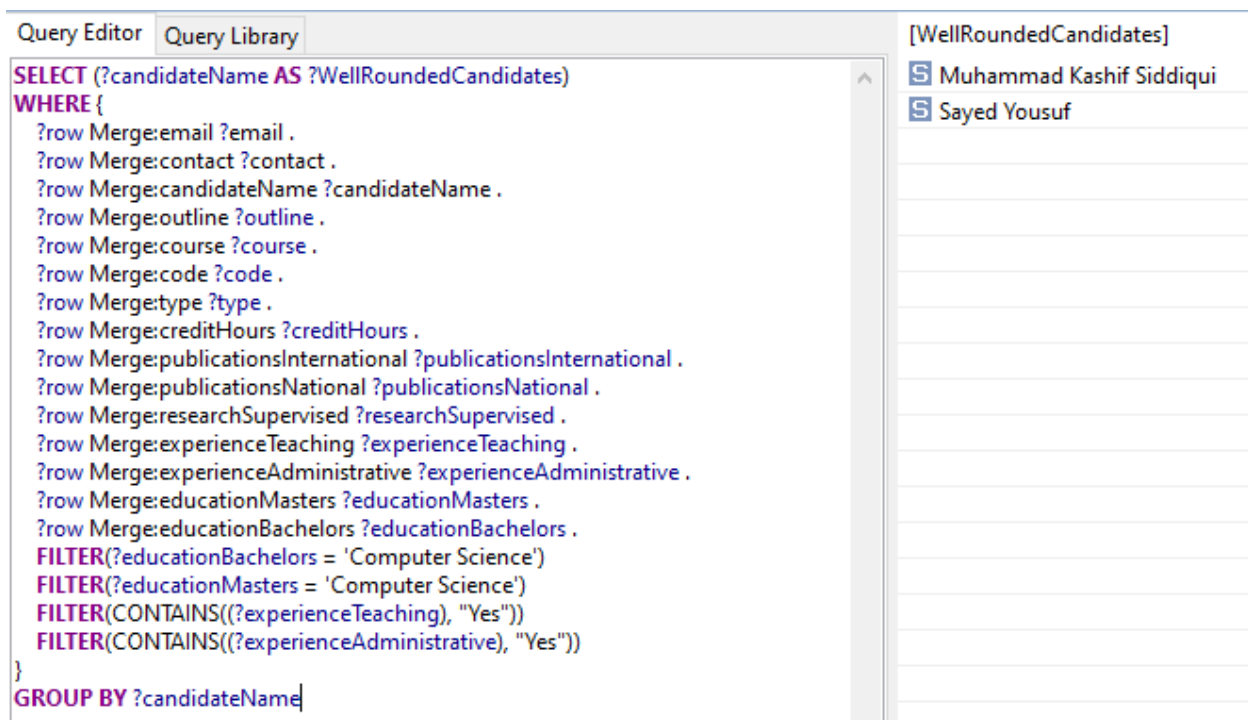 Query Editor
Query Library
SELECT (?candidateName AS ?WellRoundedCandidates)
WHERE {
?row Merge:email ?email .
?row Merge:contact ?contact .
?row Merge:candidateName ?candidateName .
?row Merge:outline ?outline .
?row Merge:course ?course .
?row Merge:code ?code .
?row Merge:type ?type .
?row Merge:creditHours ?creditHours .
?row Merge:publicationsInternational ?publicationsInternational .
?row Merge:publicationsNational ?publicationsNational .
?row Merge:researchSupervised ?researchSupervised .
?row Merge:experienceTeaching ?experienceTeaching .
?row Merge:experienceAdministrative ?experienceAdministrative .
?row Merge:educationMasters ?educationMasters .
?row Merge:educationBachelors ?educationBachelors .
FILTER(?educationBachelors = 'Computer Science')
FILTER(?educationMasters = 'Computer Science')
FILTER(CONTAINS((?experienceTeaching), "Yes"))
FILTER(CONTAINS((?experienceAdministrative), "Yes"))
}
GROUP BY ?candidateName
[WellRoundedCandidates]
S Muhammad Kashif Siddiqui
S Sayed Yousuf